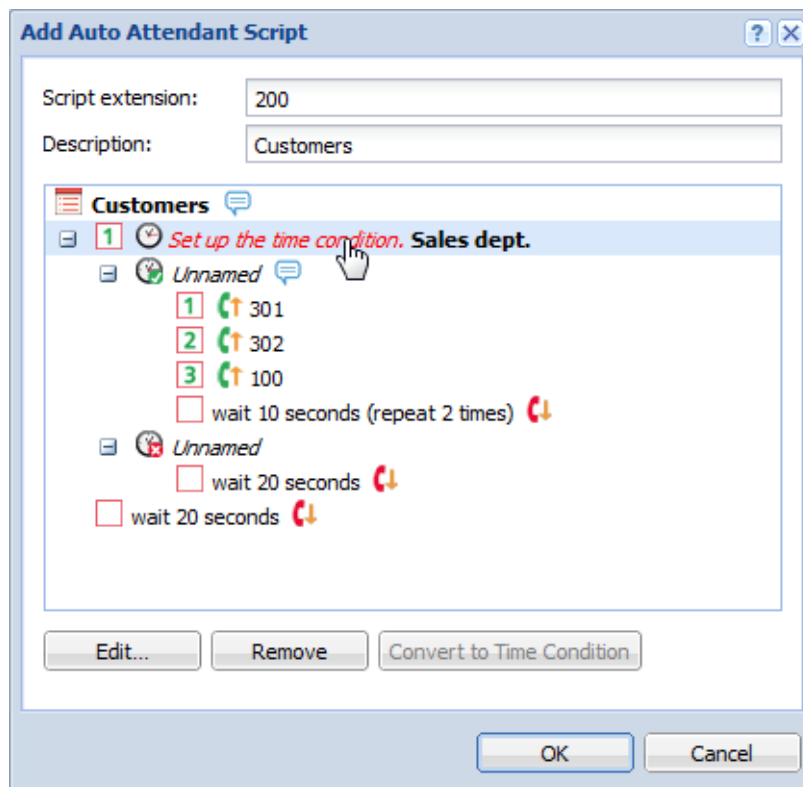 Add Auto Attendant Script ?
Script extension: 200
Description: Customers
Customers
1 Set up the time condition. Sales dept.
Unnamed
1 301
2 302
3 100
wait 10 seconds (repeat 2 times)
Unnamed
wait 20 seconds
wait 20 seconds
Edit... Remove Convert to Time Condition
OK Cancel